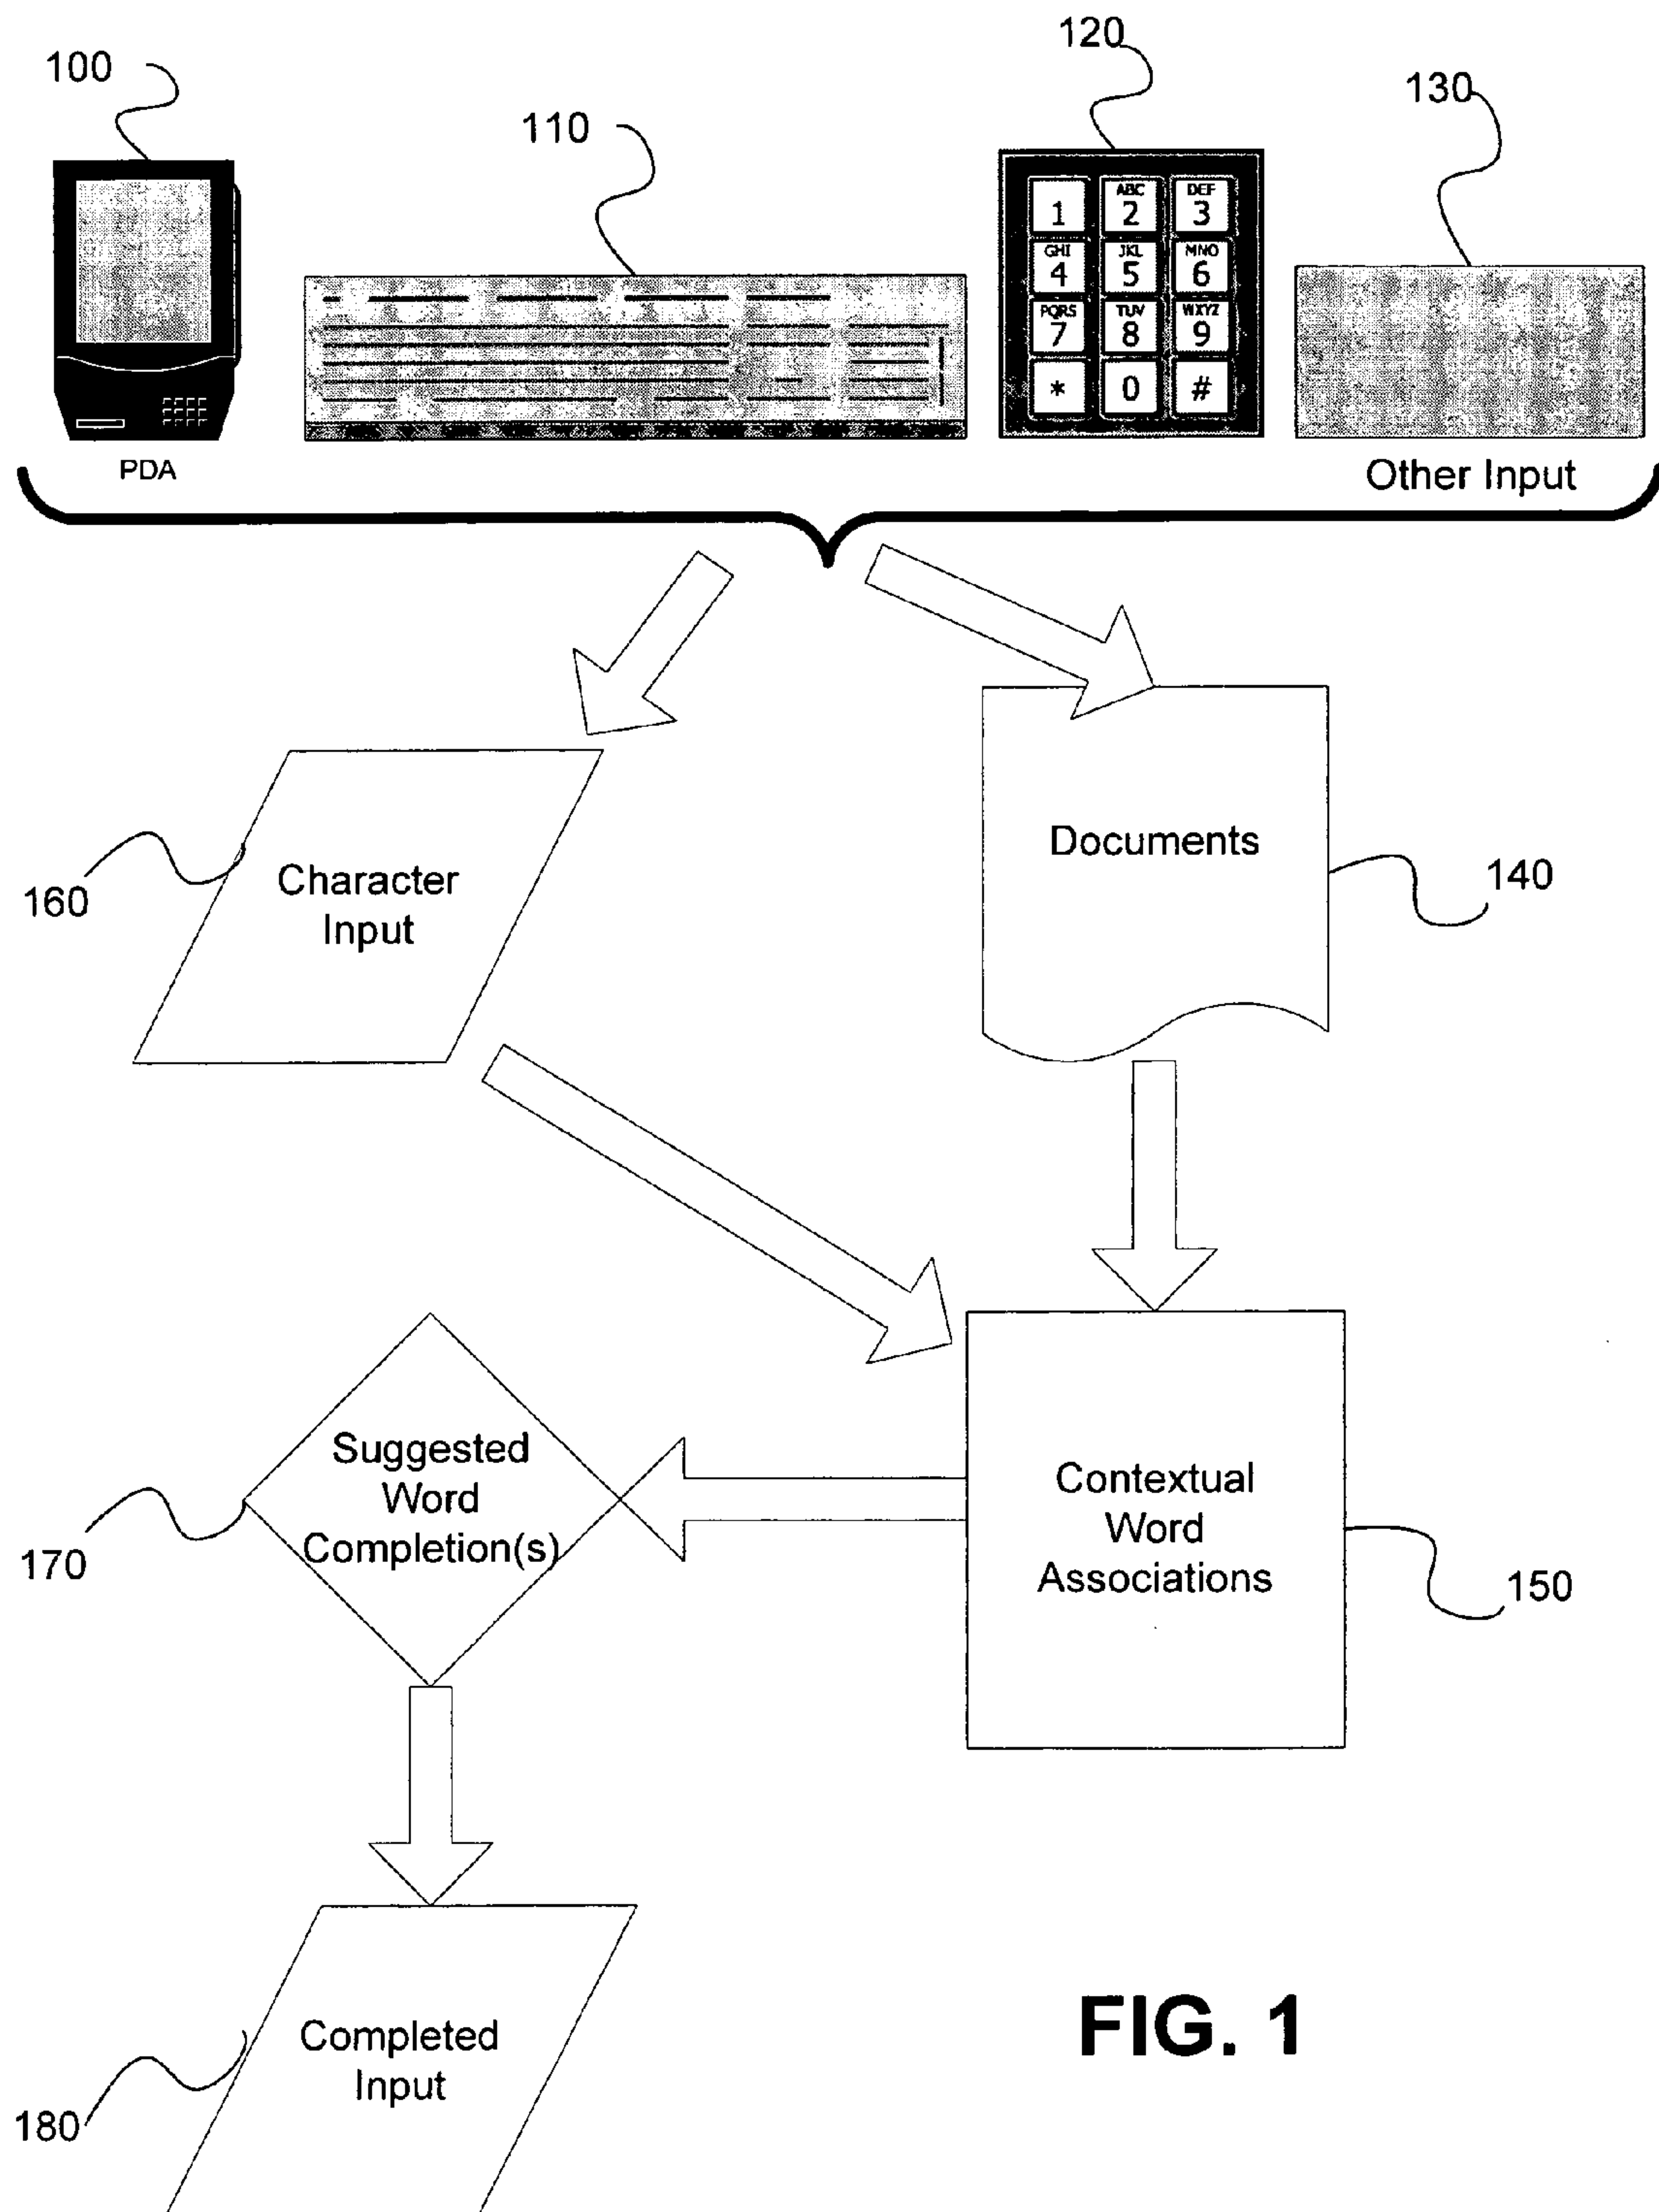 100
110
120
130
1
ABC
2
DEF
3
GHI
4
JKL
5
MNO
6
PQRS
7
TUV
8
WXYZ
9
*
0
#
PDA
Other Input
Documents
140
Character
Input
160
Suggested
Word
Completion(s)
170
Contextual
Word
Associations
150
Completed
Input
180
FIG. 1